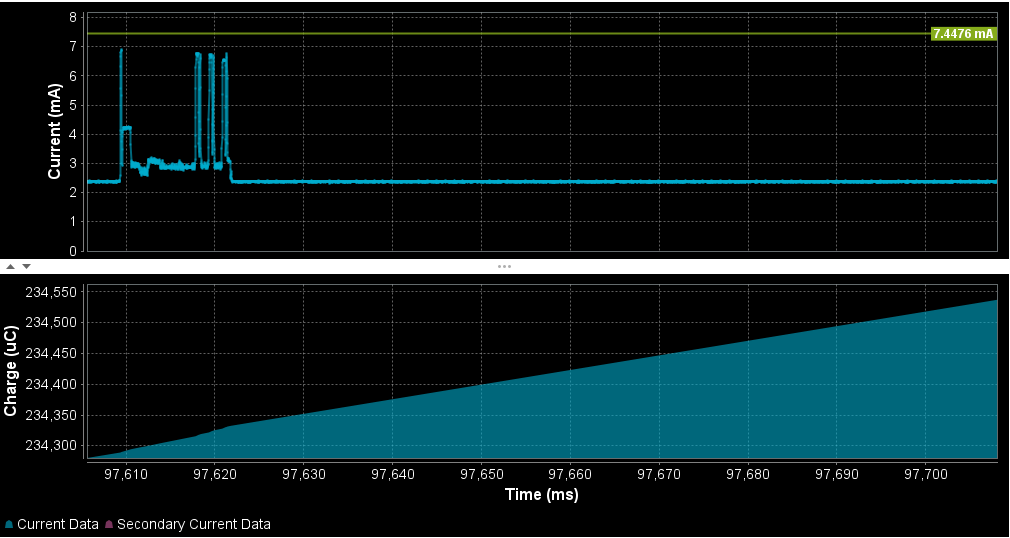 8
7.4476 mA
7
6
5
4
3
2
1
0
Current (mA)
234,550
234,500
234,450
234,400
234,350
234,300
Charge (uC)
97,610 97,620 97,630 97,640 97,650 97,660 97,670 97,680 97,690 97,700
Time (ms)
Current Data Secondary Current Data